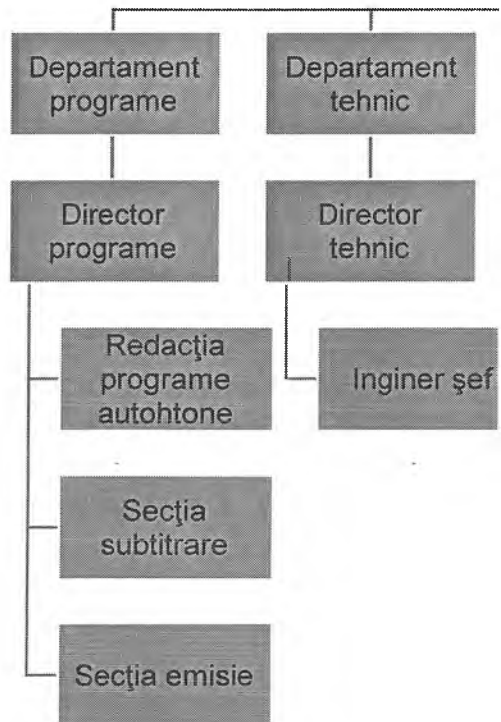 Departament
programe
Departament
tehnic
Director
programe
Director
tehnic
Redacţia
programe
autohtone
Inginer şef
Secţia
subtitrare
Secţia emisie